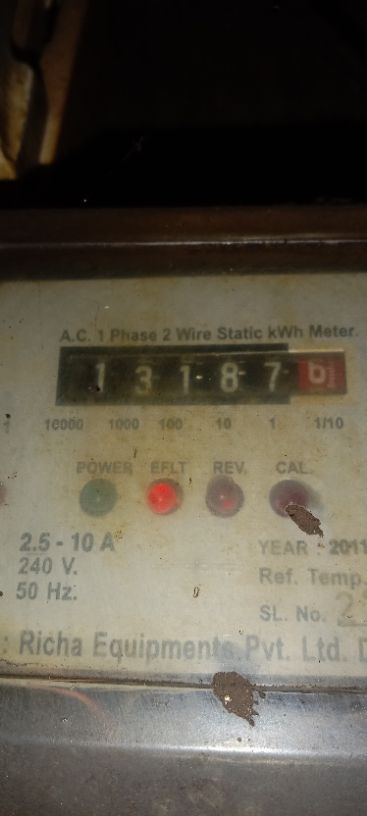 A.C. 1 Phase 2 Wire Static kWh Meter.
1 3 1 8 7 6
10000 1000 100 10 1 1/10
POWER EFLT REV. CAL.
2.5 - 10 A YEAR - 2011
240 V. Ref. Temp.
50 Hz. SL. No.
: Richa Equipments Pvt. Ltd.